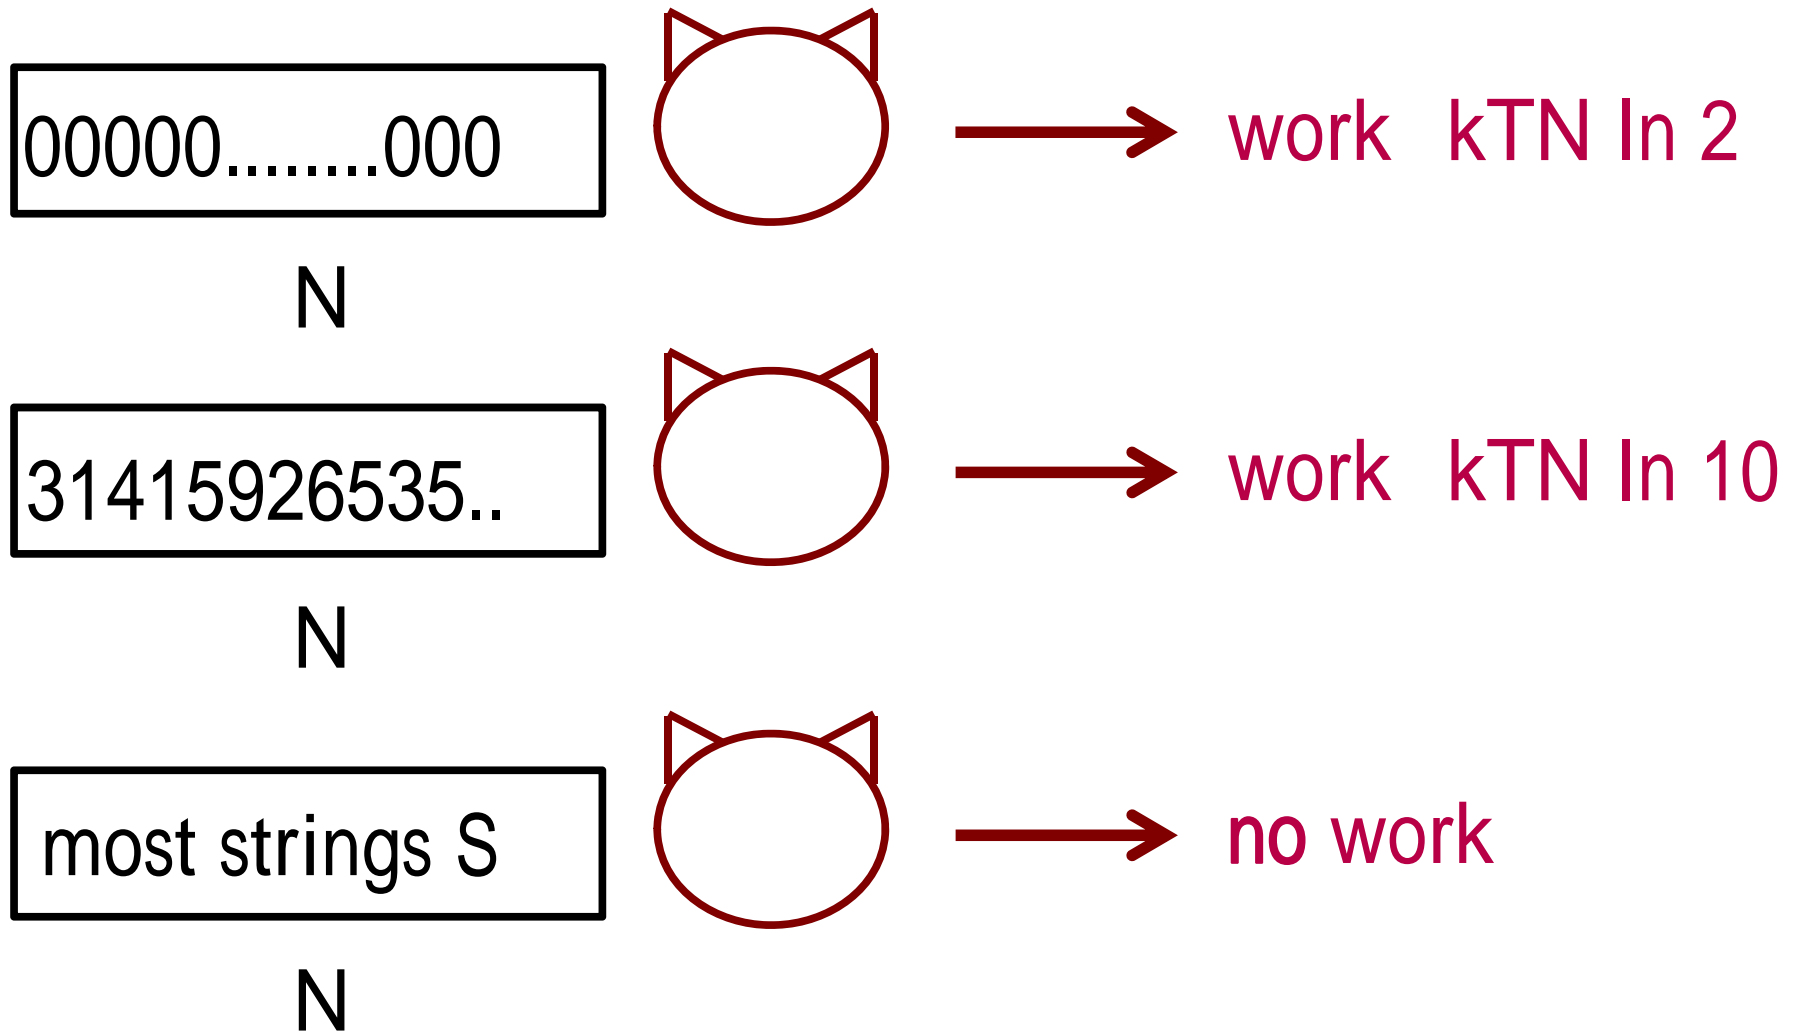 00000........000 work kTN ln 2
N
31415926535.. work kTN ln 10
N
most strings S no work
N